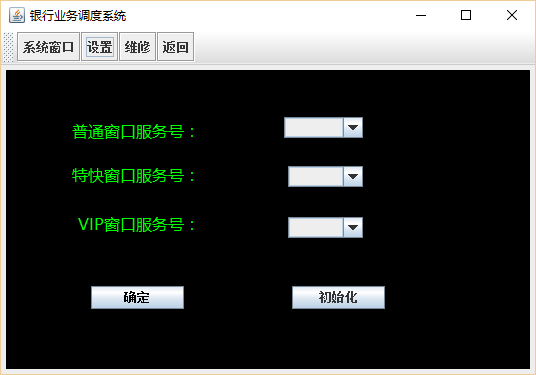 银行业务调度系统
系统窗口 设置 维修 返回
普通窗口服务号：
特快窗口服务号：
VIP窗口服务号：
确定 初始化